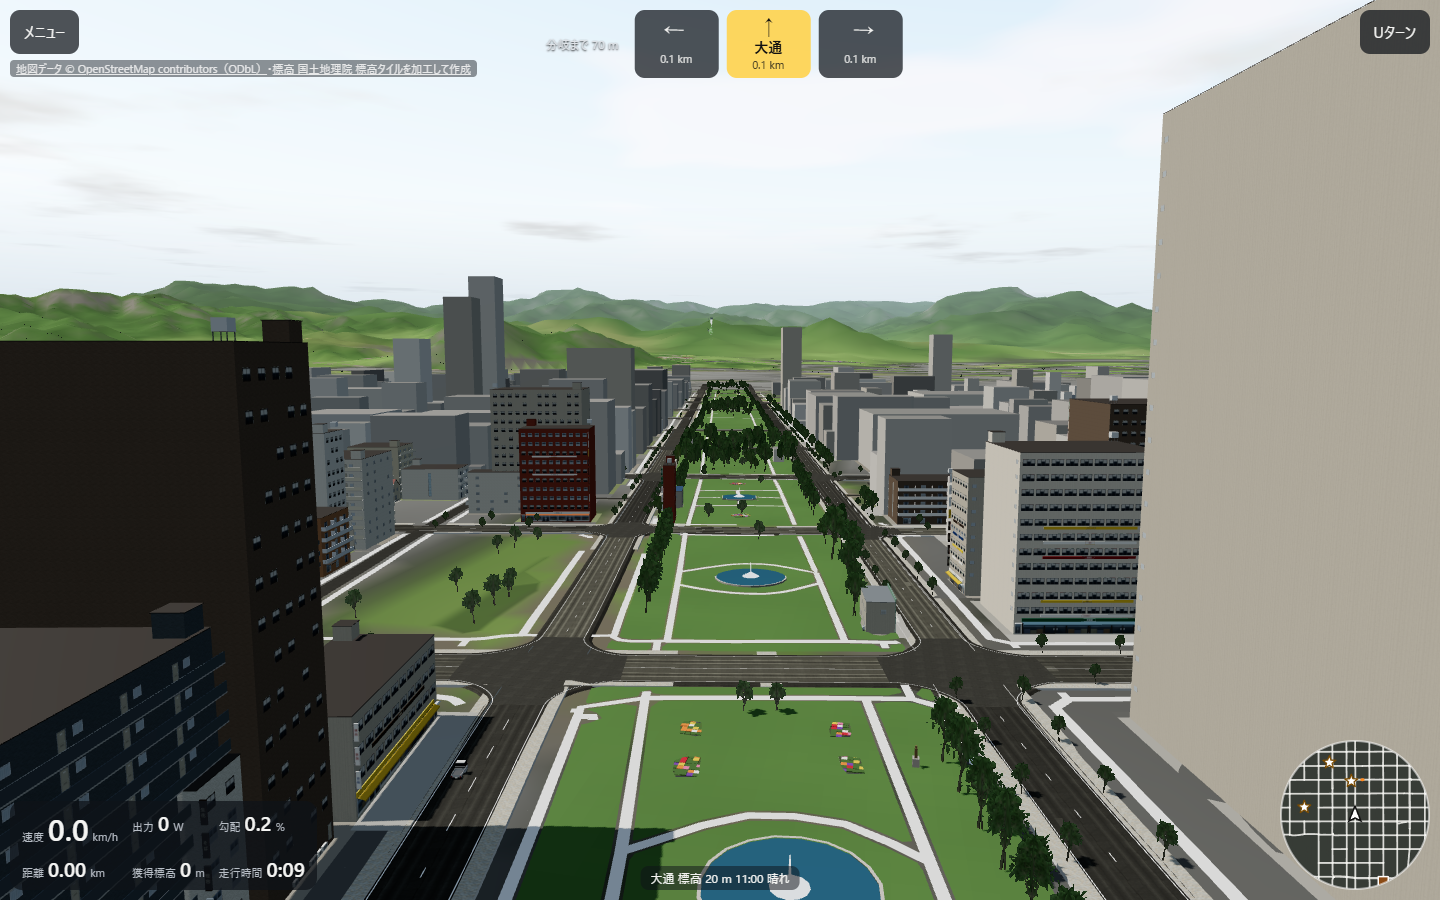 メニュー
地図データ © OpenStreetMap contributors（ODbL）・標高 国土地理院 標高タイルを加工して作成
分岐まで 70 m
←
0.1 km
↑
大通
0.1 km
→
0.1 km
Uターン
速度 0.0 km/h
出力 0 W
勾配 0.2 %
距離 0.00 km
獲得標高 0 m
走行時間 0:09
大通 標高 20 m 11:00 晴れ